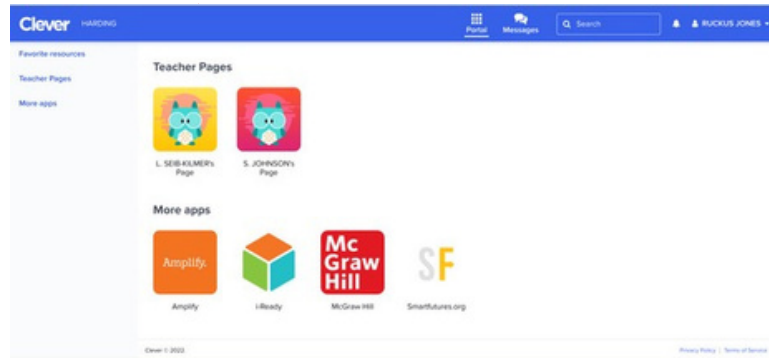 Clever HARDING Portal Messages Search RUCKUS JONES
Favorite resources
Teacher Pages
More apps
Teacher Pages
L. SEIB-KILMER's
Page
S. JOHNSON's
Page
More apps
Amplify.
Mc
Graw
Hill
SF
Amplify
i-Ready
McGraw Hill
Smartfutures.org
Clever © 2022
Privacy Policy | Terms of Service